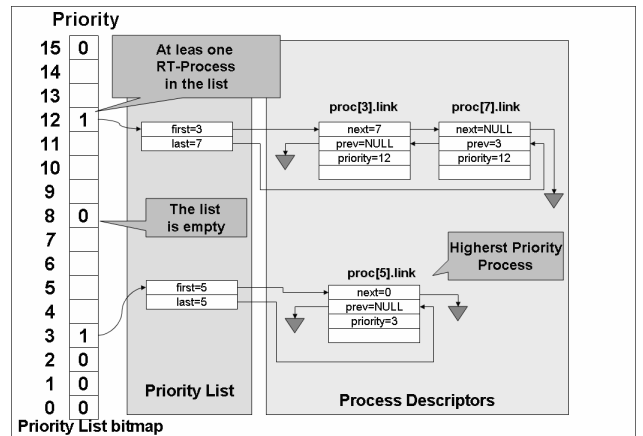 Priority
15 0
14
13
12 1
11
10
9
8 0
7
6
5
4
3 1
2 0
1 0
0 0
Priority List bitmap
At leas one
RT-Process
in the list
The list
is empty
first=3
last=7
first=5
last=5
Priority List
proc[3].link
next=7
prev=NULL
priority=12
proc[7].link
next=NULL
prev=3
priority=12
Higherst Priority
Process
proc[5].link
next=0
prev=NULL
priority=3
Process Descriptors